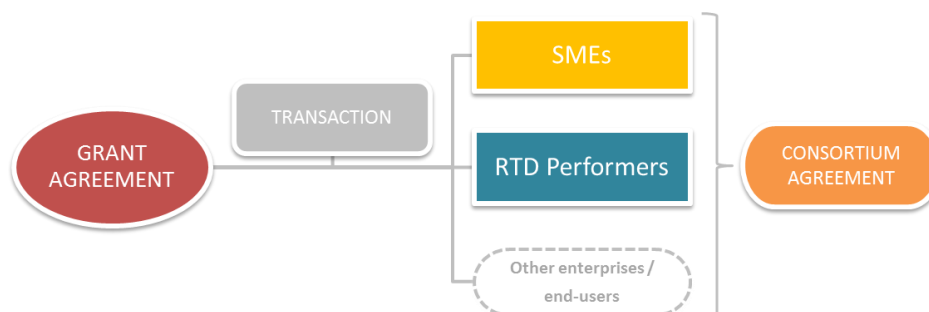 GRANT
AGREEMENT
TRANSACTION
SMEs
RTD Performers
Other enterprises /
end-users
CONSORTIUM
AGREEMENT